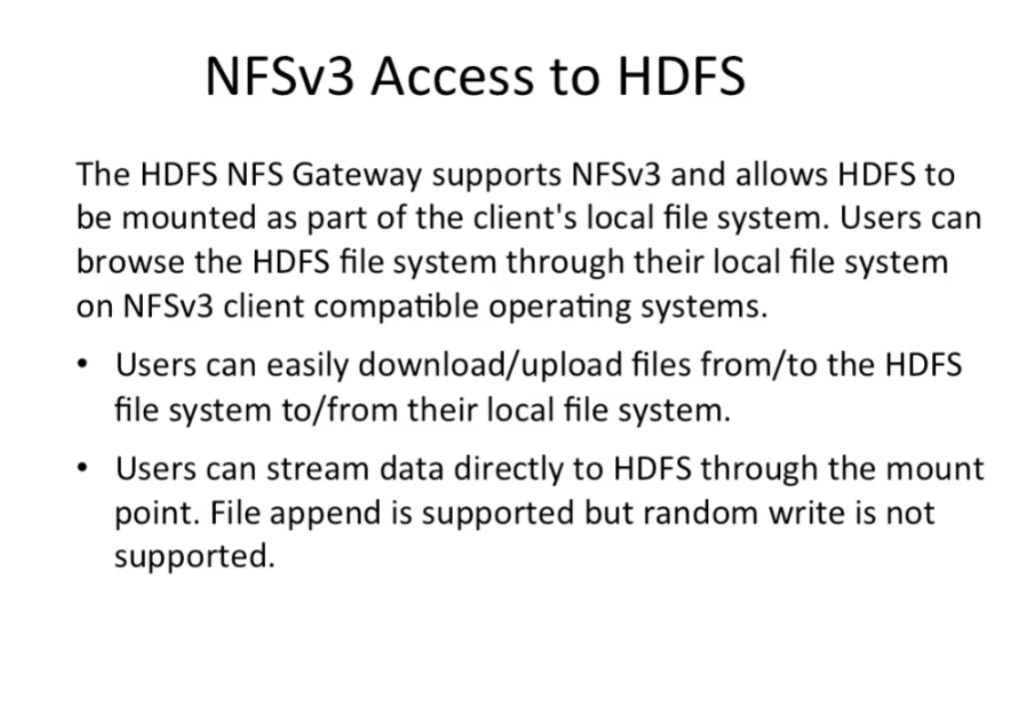 NFSv3 Access to HDFS
The HDFS NFS Gateway supports NFSv3 and allows HDFS to
be mounted as part of the client's local file system. Users can
browse the HDFS file system through their local file system
on NFSv3 client compatible operating systems.
• Users can easily download/upload files from/to the HDFS
file system to/from their local file system.
• Users can stream data directly to HDFS through the mount
point. File append is supported but random write is not
supported.